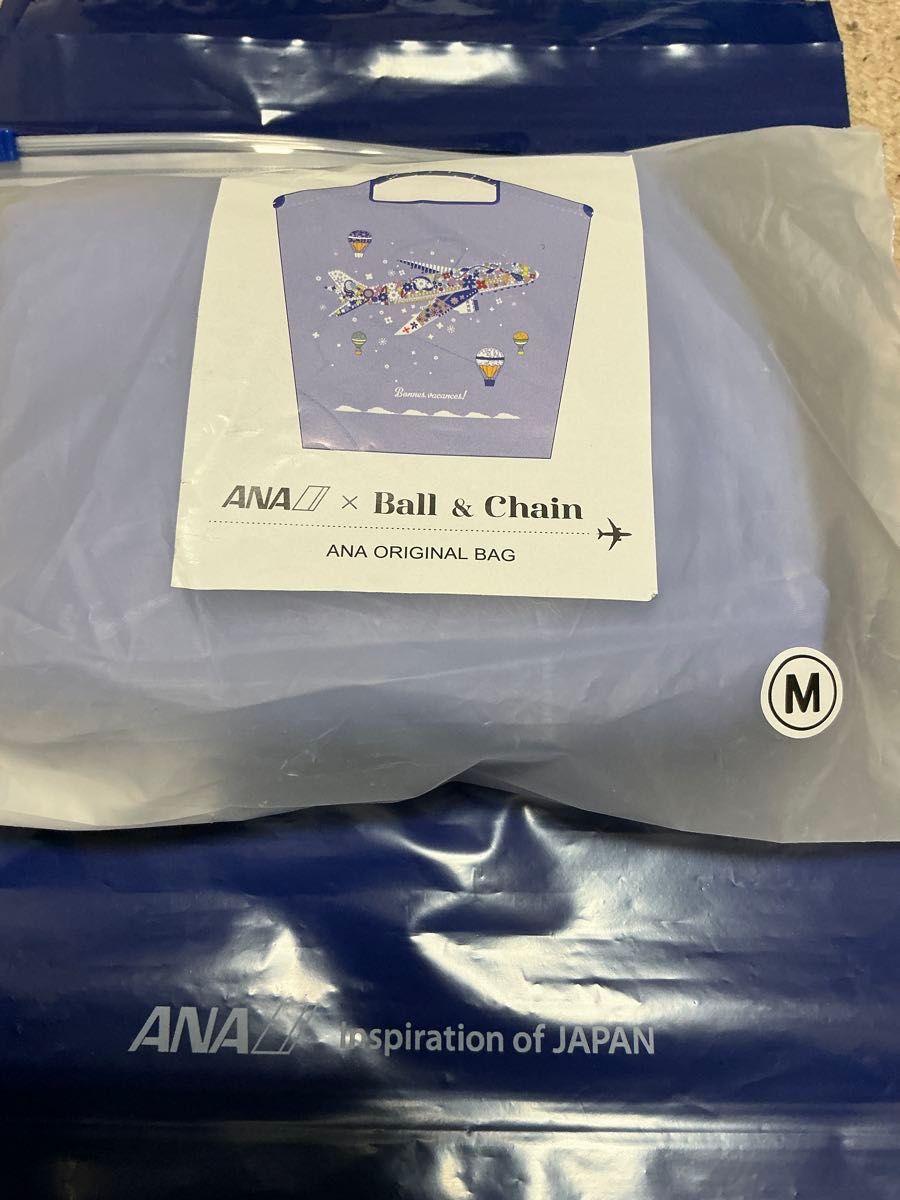 Bonnes vacances!
ANA × Ball & Chain
ANA ORIGINAL BAG
M
ANA Inspiration of JAPAN